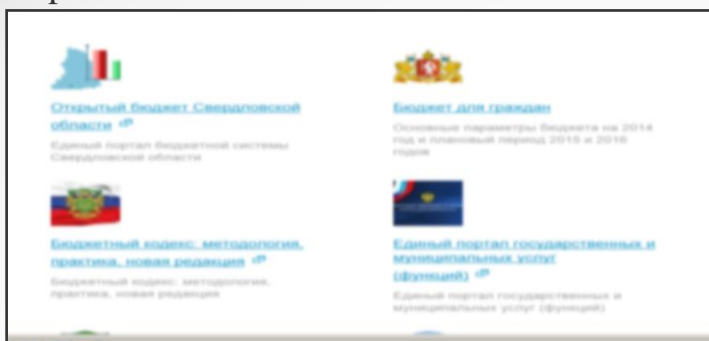 Открытый бюджет Свердловской
области
Единый портал бюджетной системы
Свердловской области
Бюджет для граждан
Основные параметры бюджета на 2014
год и плановый период 2015 и 2016
годов
Бюджетный кодекс: методология,
практика, новая редакция
Бюджетный кодекс: методология,
практика, новая редакция
Единый портал государственных и
муниципальных услуг
(функций)
Единый портал государственных и
муниципальных услуг (функций)